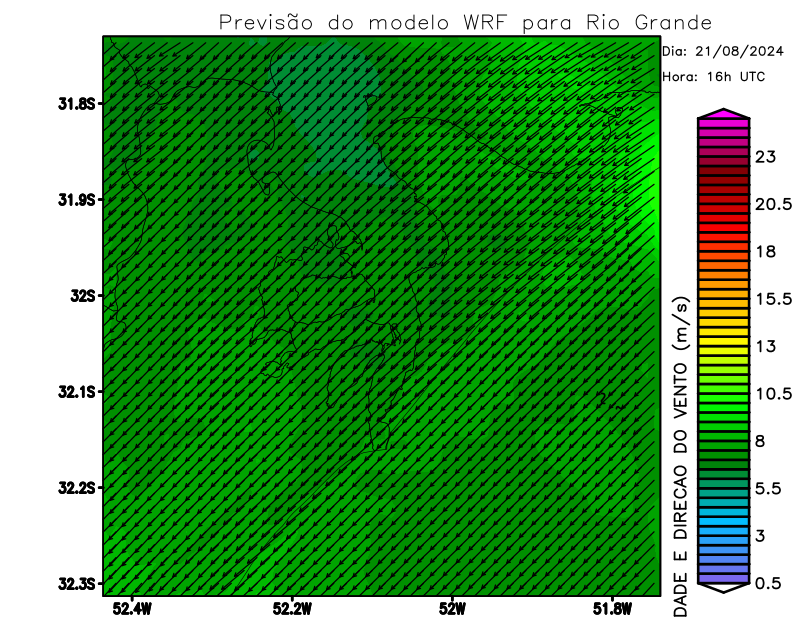 Previsão do modelo WRF para Rio Grande
Dia: 21/08/2024
Hora: 16h UTC
31.8S
31.9S
32S
32.1S
32.2S
32.3S
52.4W
52.2W
52W
51.8W
23
20.5
18
15.5
13
10.5
8
5.5
3
0.5
DADE E DIRECAO DO VENTO (m/s)